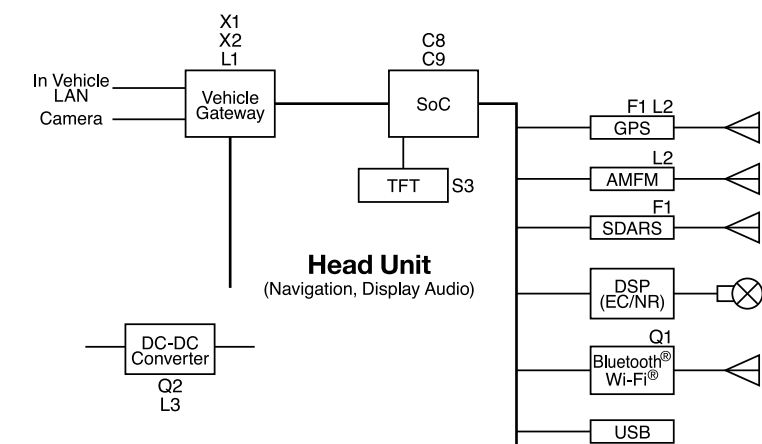 X1
X2
L1
In Vehicle
LAN
Camera
Vehicle
Gateway
C8
C9
SoC
TFT
S3
F1 L2
GPS
L2
AMFM
F1
SDARS
Head Unit
(Navigation, Display Audio)
DSP
(EC/NR)
DC-DC
Converter
Q2
L3
Q1
Bluetooth®
Wi-Fi®
USB